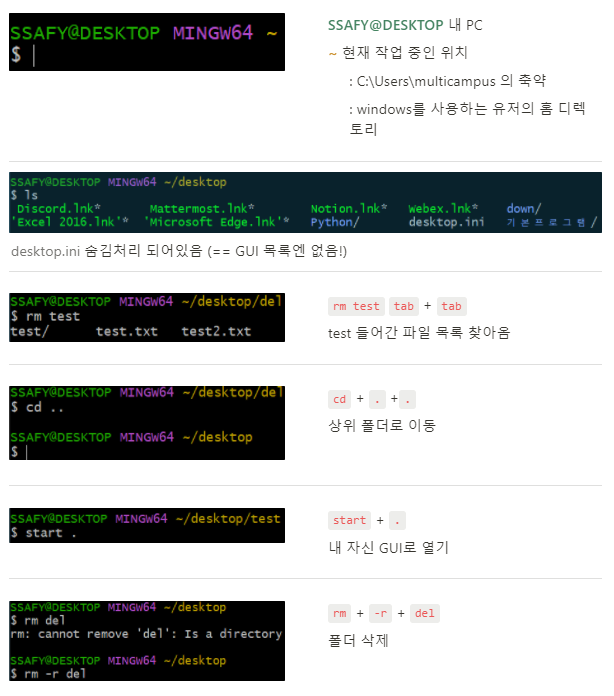 SSAFY@DESKTOP MINGW64 ~
$
SSAFY@DESKTOP 내 PC
~ 현재 작업 중인 위치
: C:\Users\multicampus 의 축약
: windows를 사용하는 유저의 홈 디렉
토리
SSAFY@DESKTOP MINGW64 ~/desktop
$ ls
Discord.lnk* Mattermost.lnk* Notion.lnk* Webex.lnk* down/
'Excel 2016.lnk'* 'Microsoft Edge.lnk'* Python/ desktop.ini 기본프로그램/
desktop.ini 숨김처리 되어있음 (== GUI 목록엔 없음!)
SSAFY@DESKTOP MINGW64 ~/desktop/del
$ rm test
test/ test.txt test2.txt
rm test tab + tab
test 들어간 파일 목록 찾아옴
SSAFY@DESKTOP MINGW64 ~/desktop/del
$ cd ..
SSAFY@DESKTOP MINGW64 ~/desktop
$
cd + . + .
상위 폴더로 이동
SSAFY@DESKTOP MINGW64 ~/desktop/test
$ start .
start + .
내 자신 GUI로 열기
SSAFY@DESKTOP MINGW64 ~/desktop
$ rm del
rm: cannot remove 'del': Is a directory
SSAFY@DESKTOP MINGW64 ~/desktop
$ rm -r del
rm + -r + del
폴더 삭제